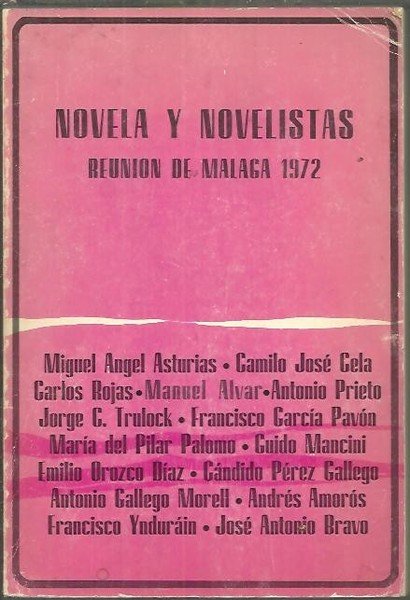 NOVELA Y NOVELISTAS
REUNION DE MALAGA 1972
Miguel Angel Asturias • Camilo José Cela
Carlos Rojas • Manuel Alvar • Antonio Prieto
Jorge C. Trulock • Francisco García Pavón
María del Pilar Palomo • Guido Mancini
Emilio Orozco Díaz • Cándido Pérez Gallego
Antonio Gallego Morell • Andrés Amorós
Francisco Ynduráin • José Antonio Bravo